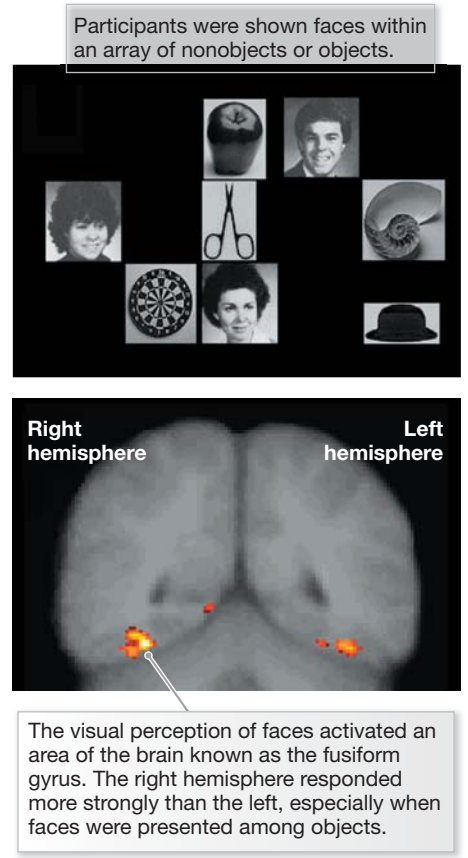 Participants were shown faces within
an array of nonobjects or objects.
Right
hemisphere
Left
hemisphere
The visual perception of faces activated an
area of the brain known as the fusiform
gyrus. The right hemisphere responded
more strongly than the left, especially when
faces were presented among objects.